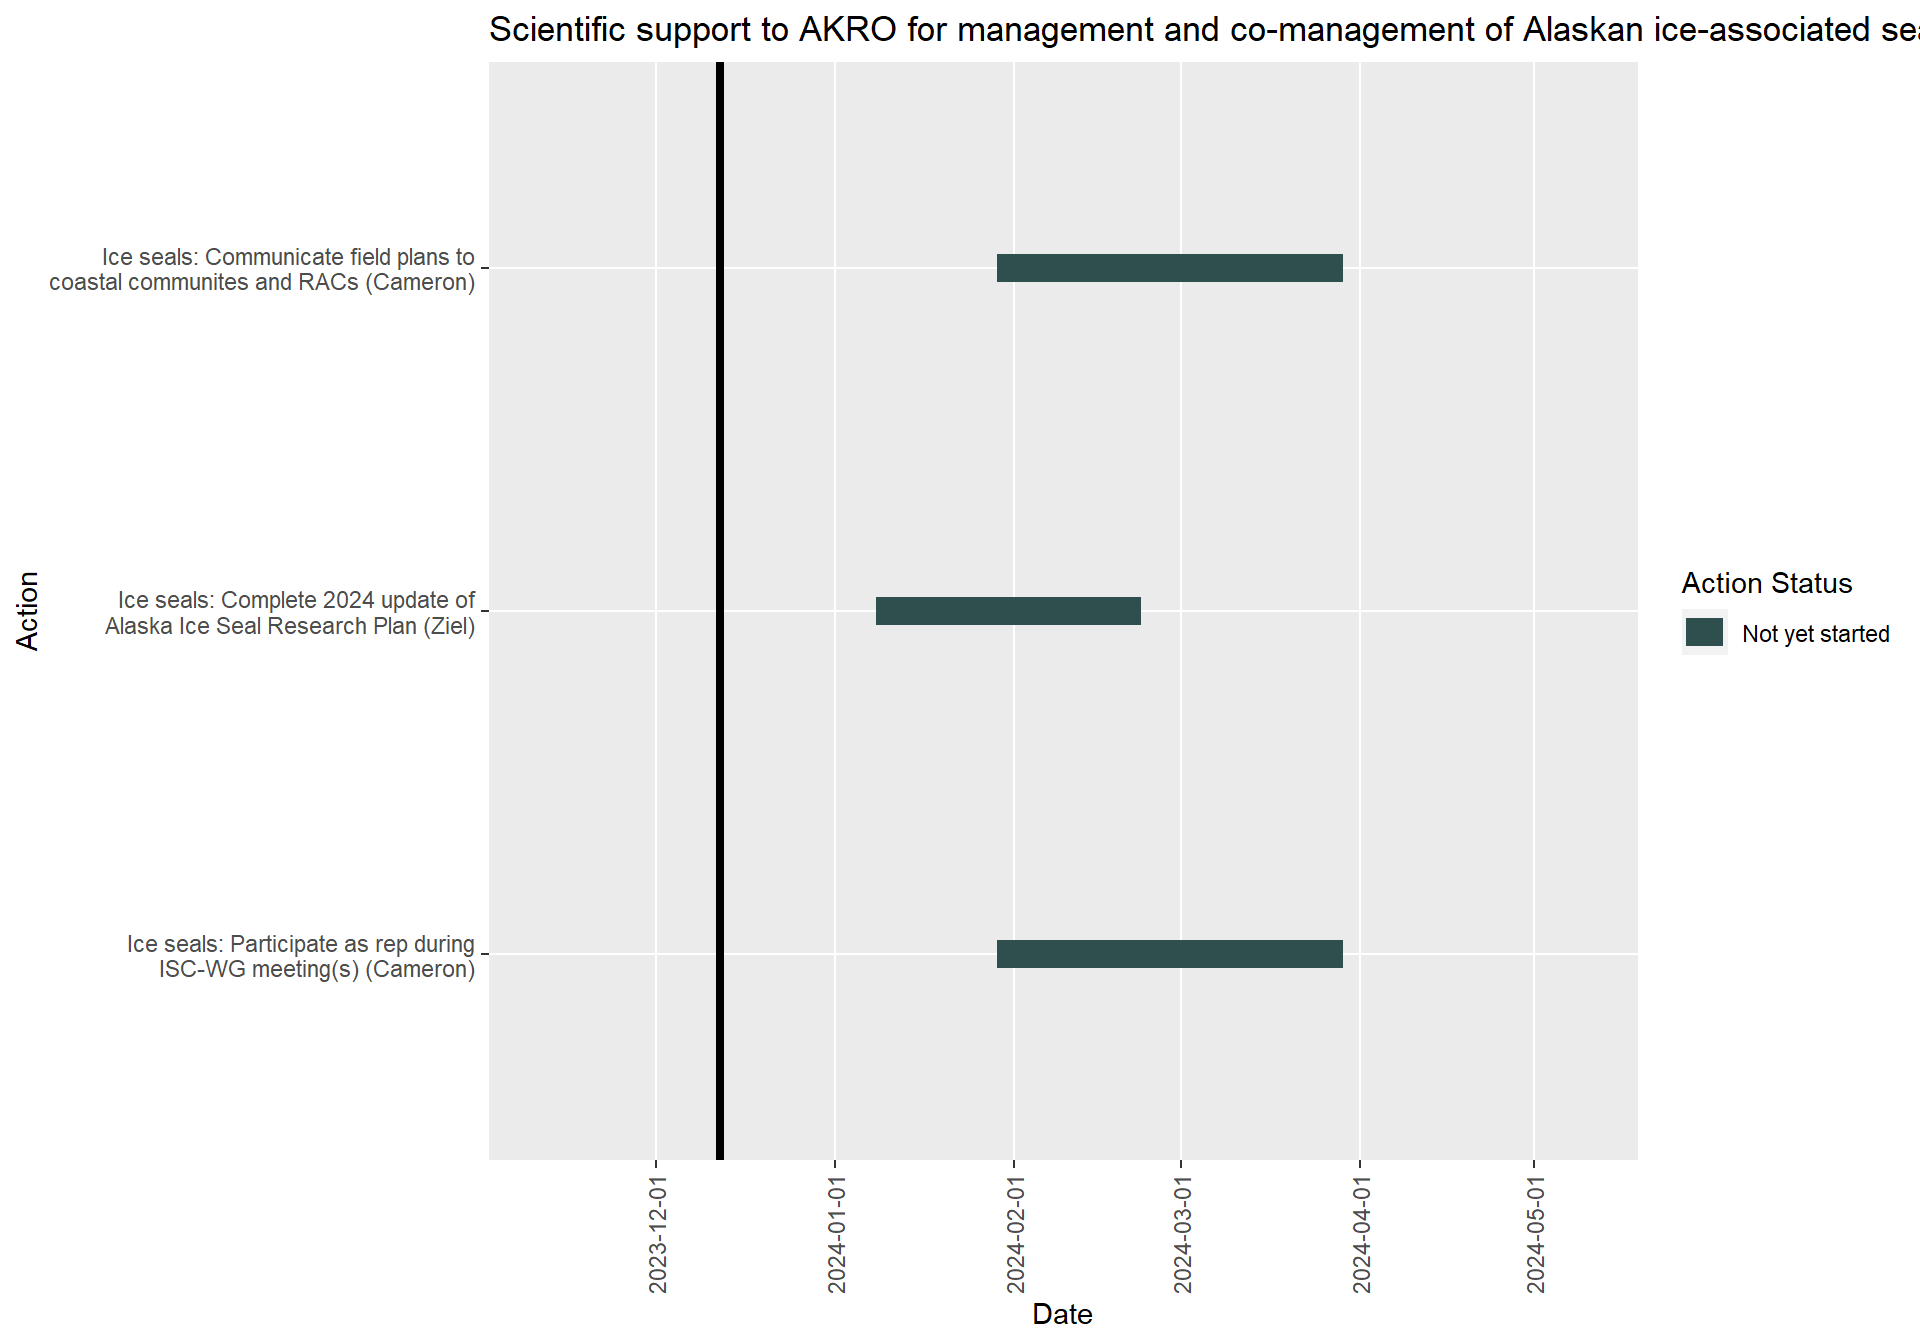 Scientific support to AKRO for management and co-management of Alaskan ice-associated sea
Ice seals: Communicate field plans to
coastal communites and RACs (Cameron)
Ice seals: Complete 2024 update of
Alaska Ice Seal Research Plan (Ziel)
Ice seals: Participate as rep during
ISC-WG meeting(s) (Cameron)
Action
2023-12-01
2024-01-01
2024-02-01
2024-03-01
2024-04-01
2024-05-01
Date
Action Status
Not yet started